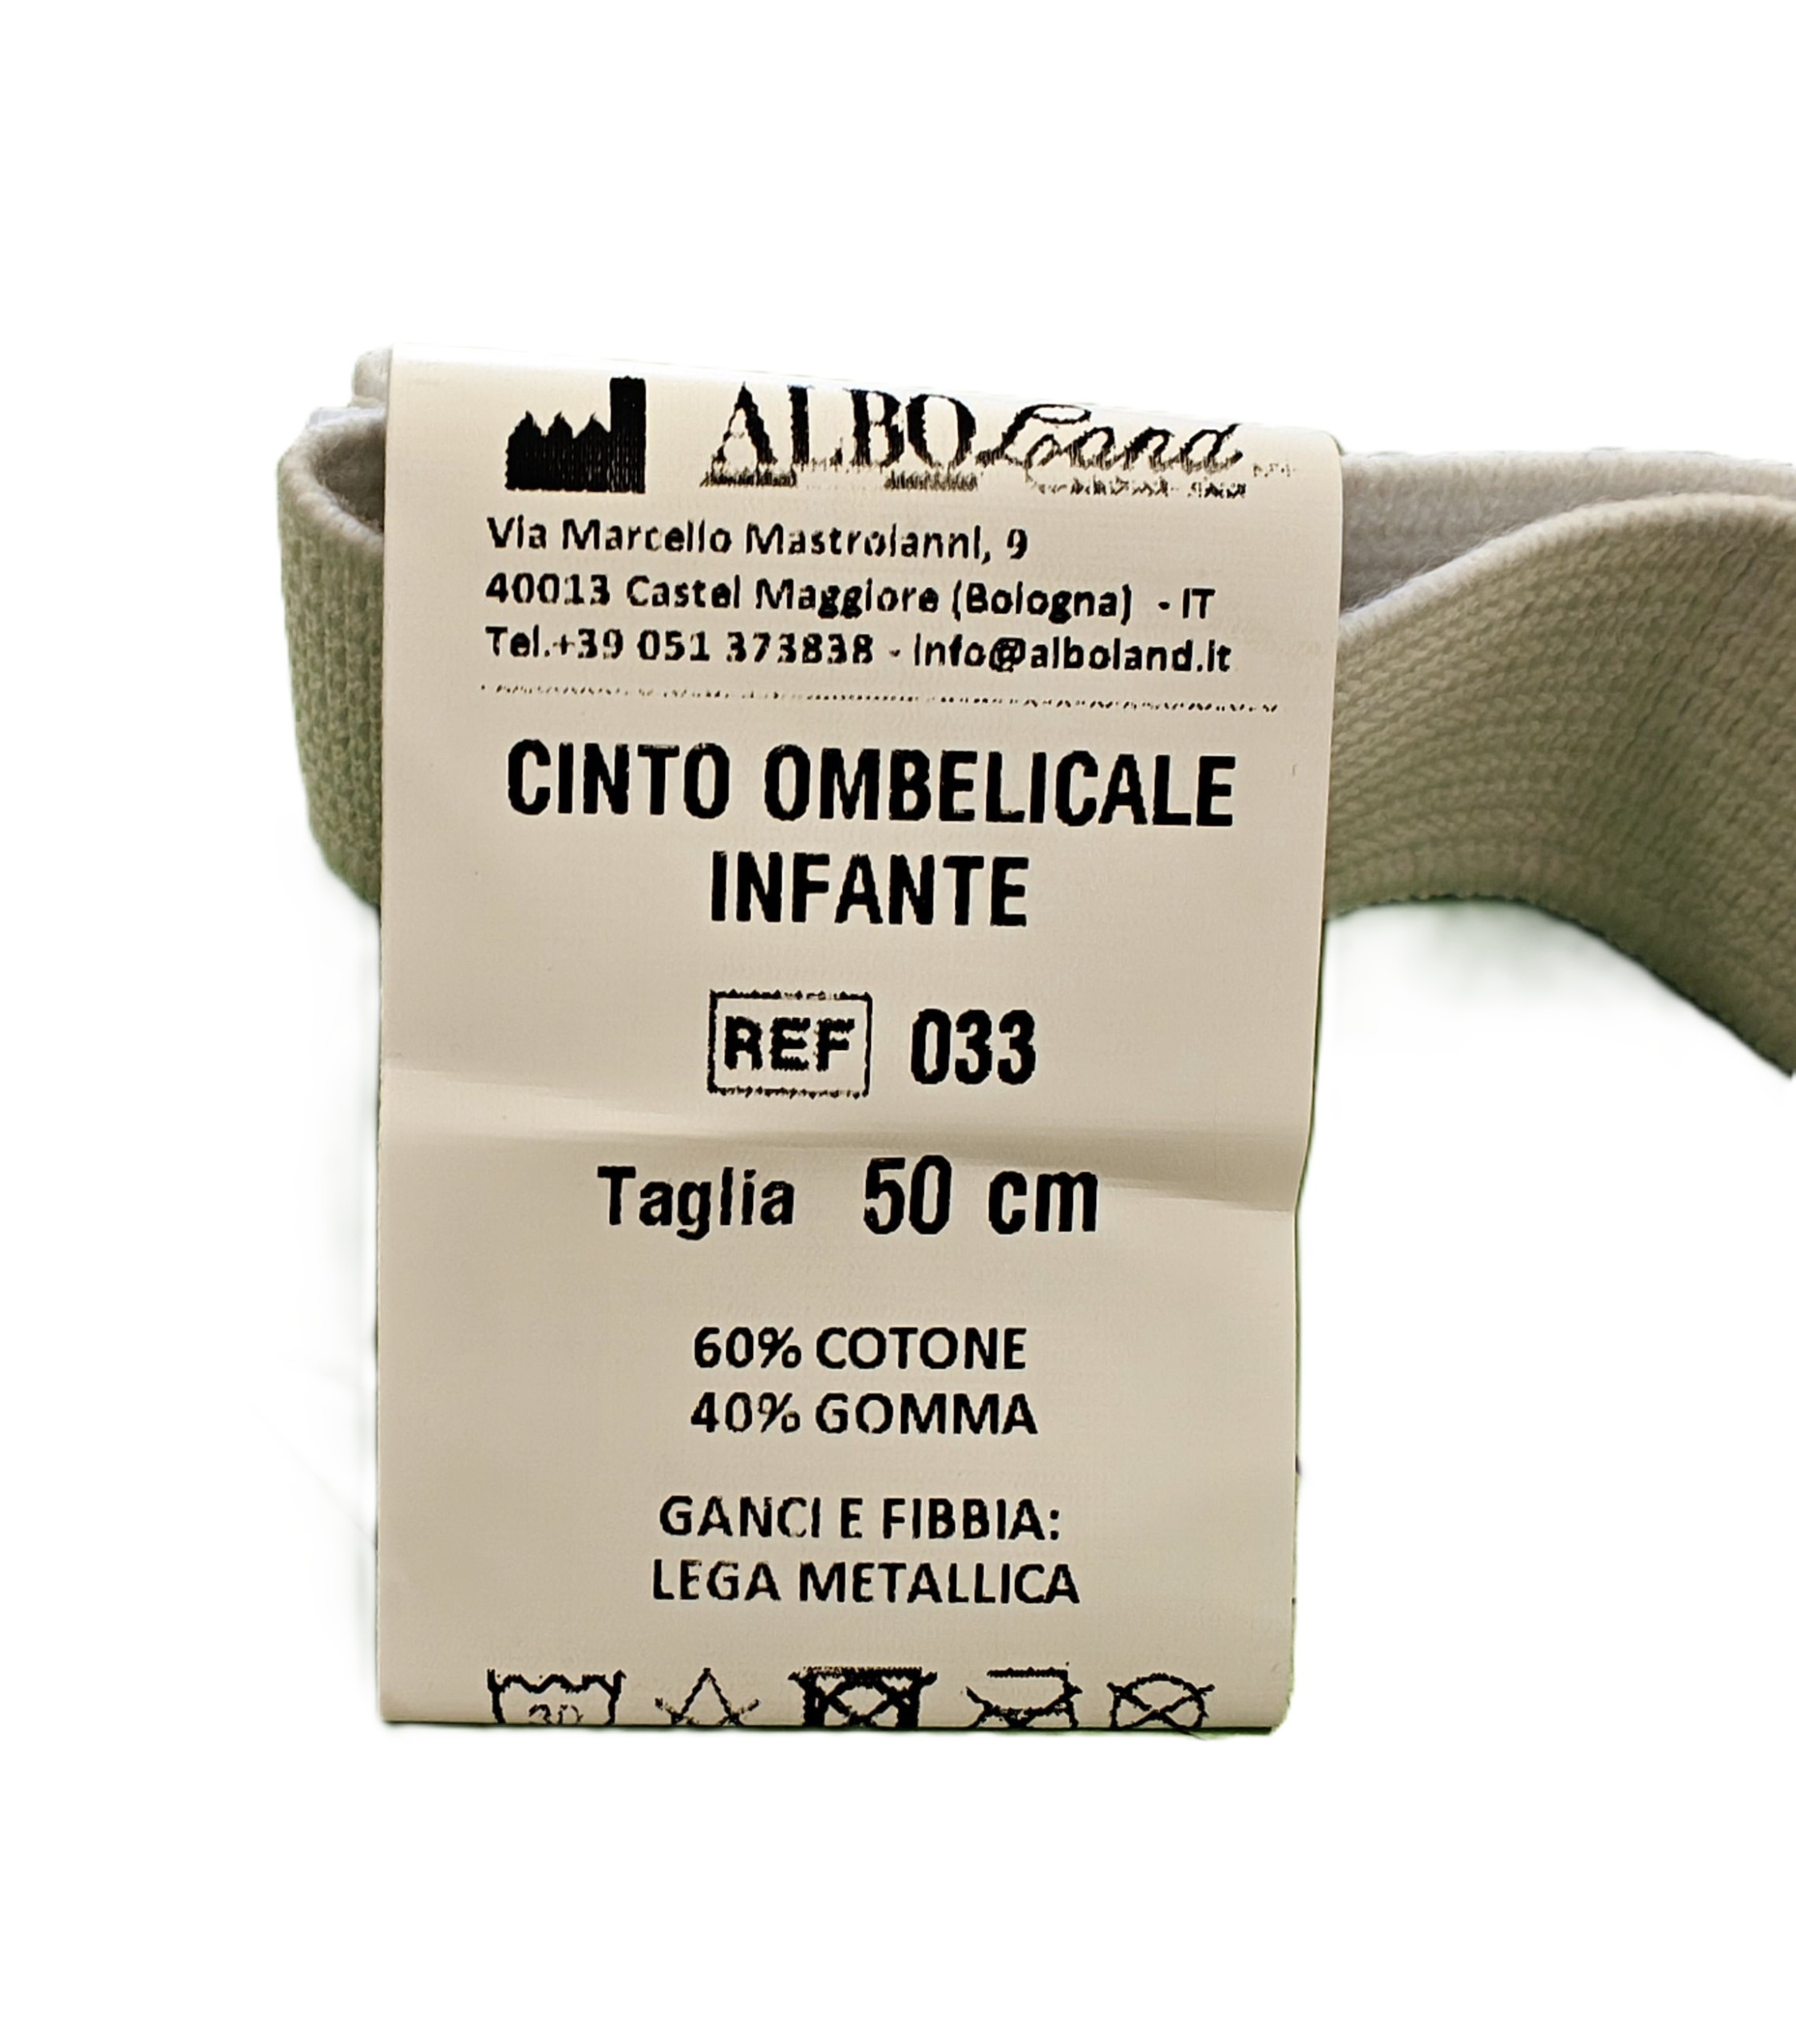 ALBOLand
Via Marcello Mastroianni, 9
40013 Castel Maggiore (Bologna) - IT
Tel.+39 051 373838 - info@alboland.it
CINTO OMBELICALE
INFANTE
REF 033
Taglia 50 cm
60% COTONE
40% GOMMA
GANCI E FIBBIA:
LEGA METALLICA
30